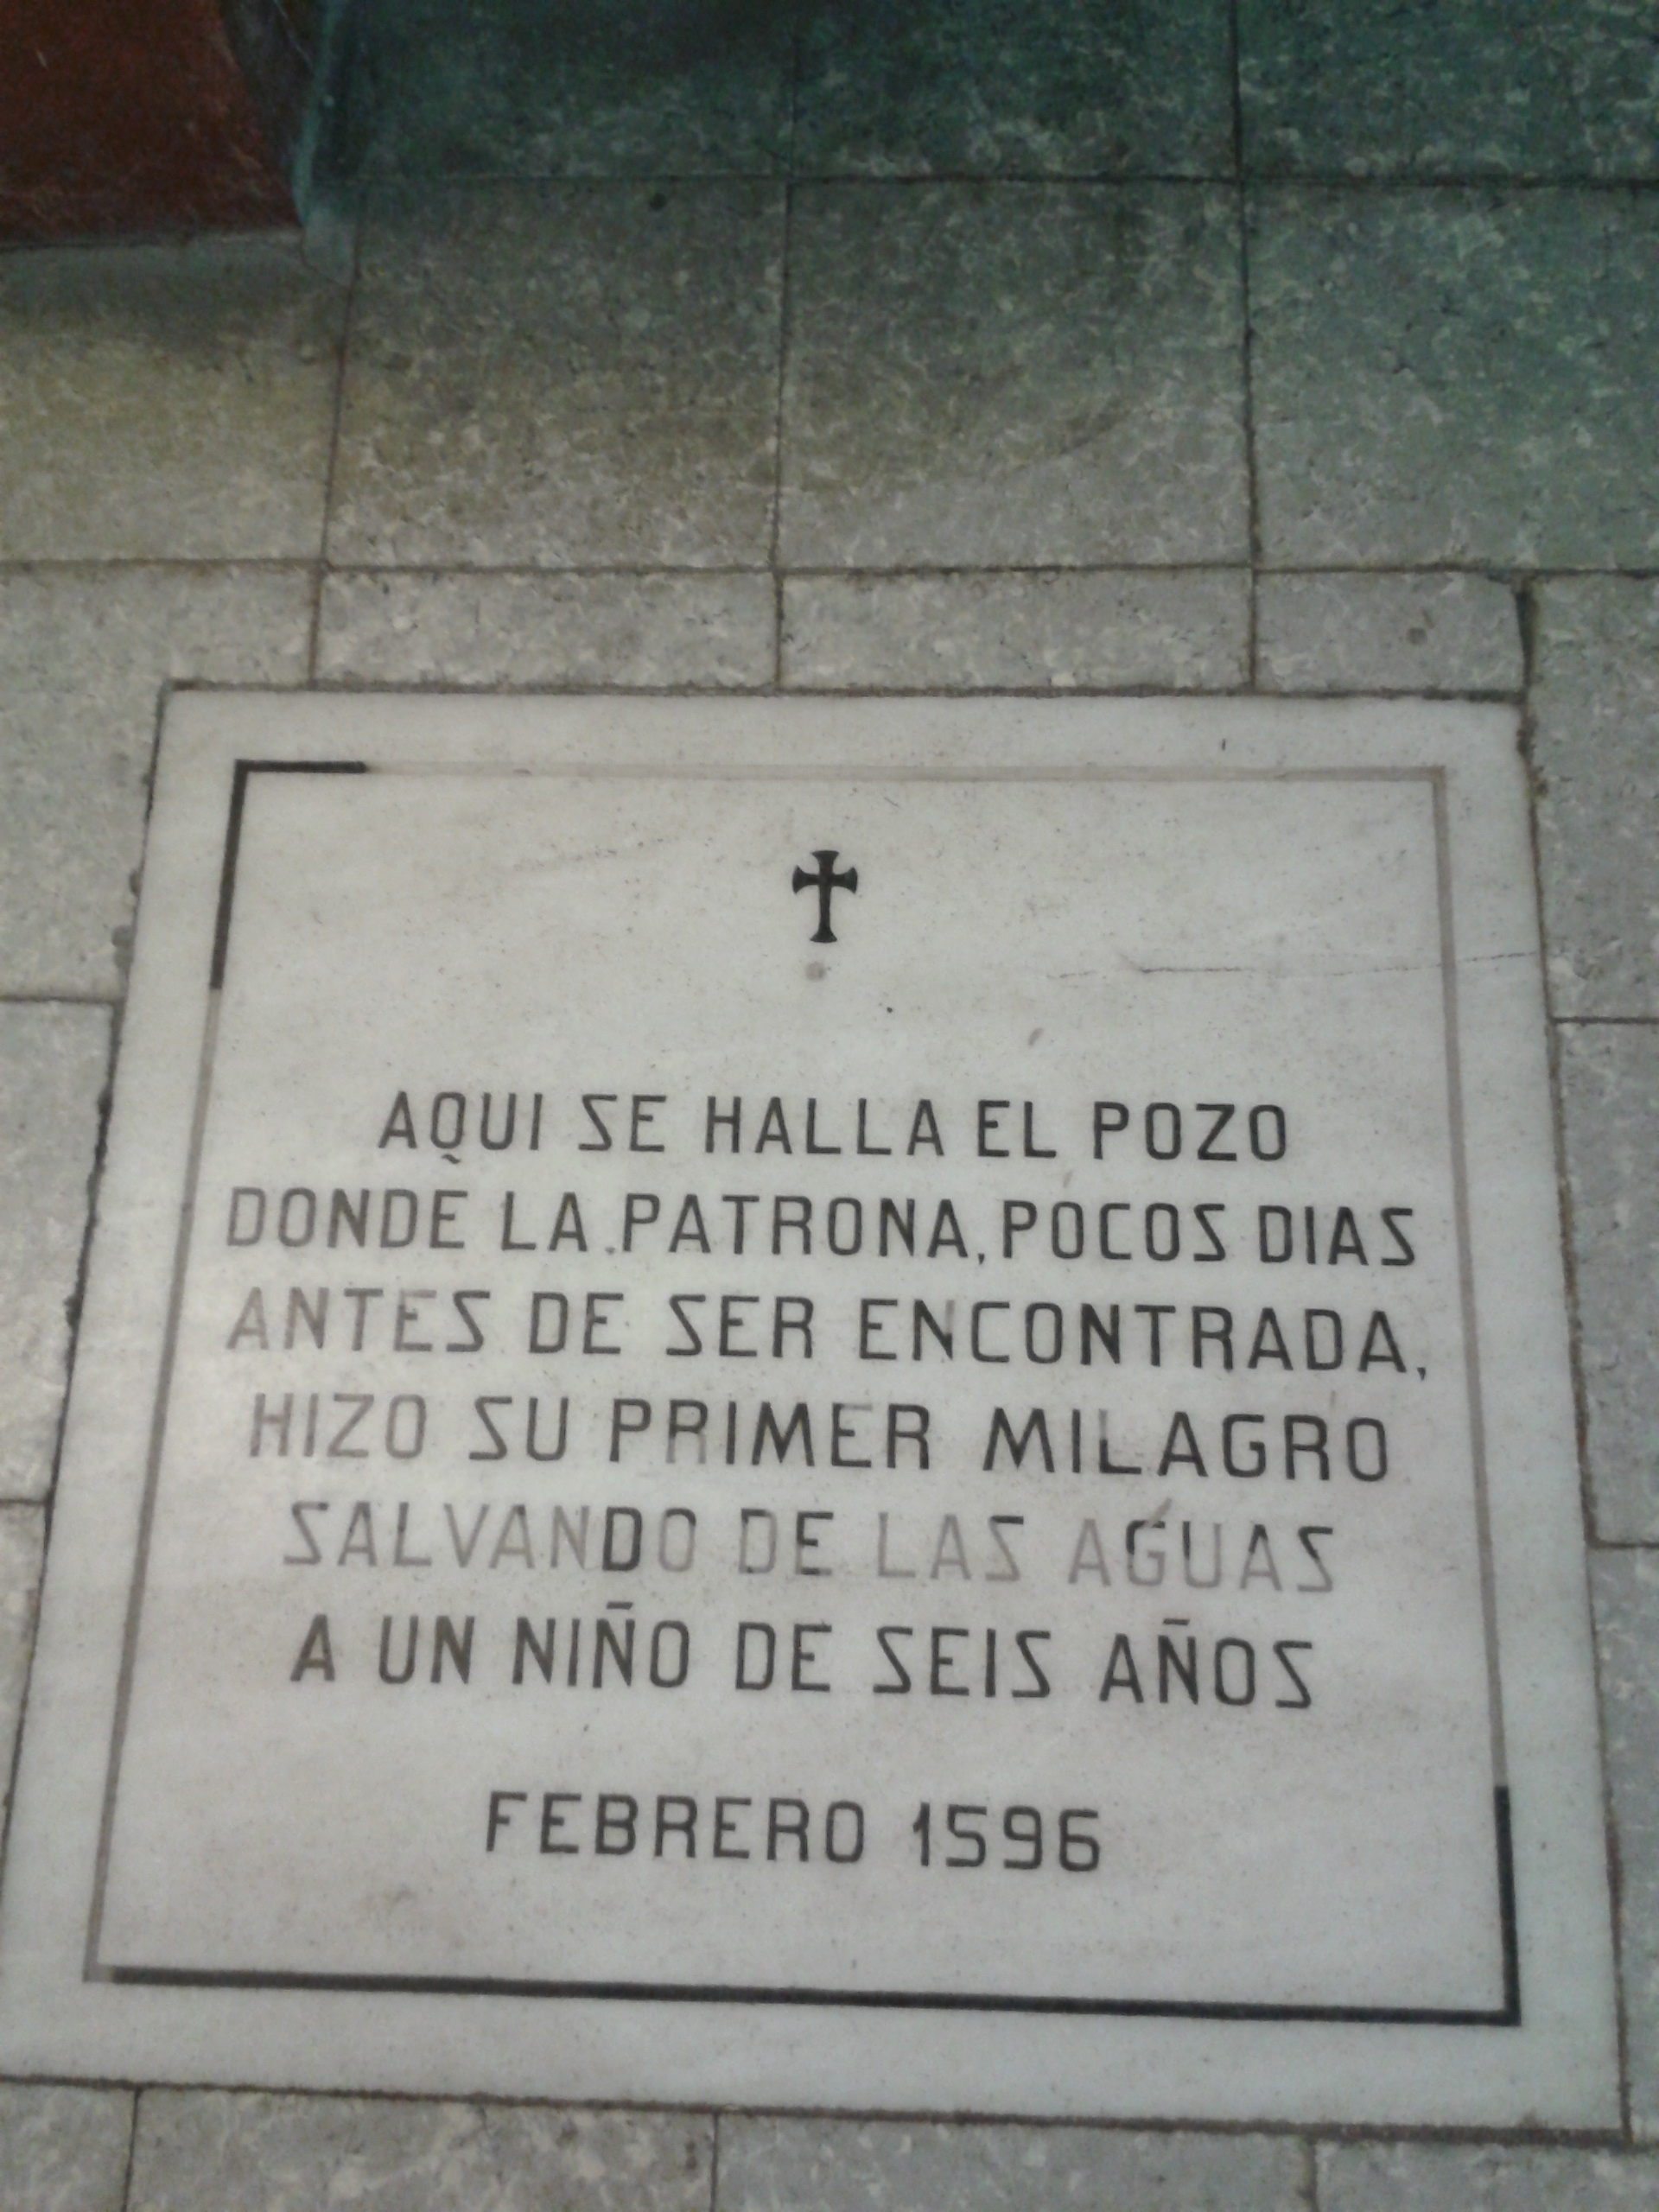 AQUI SE HALLA EL POZO
DONDE LA PATRONA, POCOS DIAS
ANTES DE SER ENCONTRADA,
HIZO SU PRIMER MILAGRO
SALVANDO DE LAS AGUAS
A UN NIÑO DE SEIS AÑOS
FEBRERO 1596